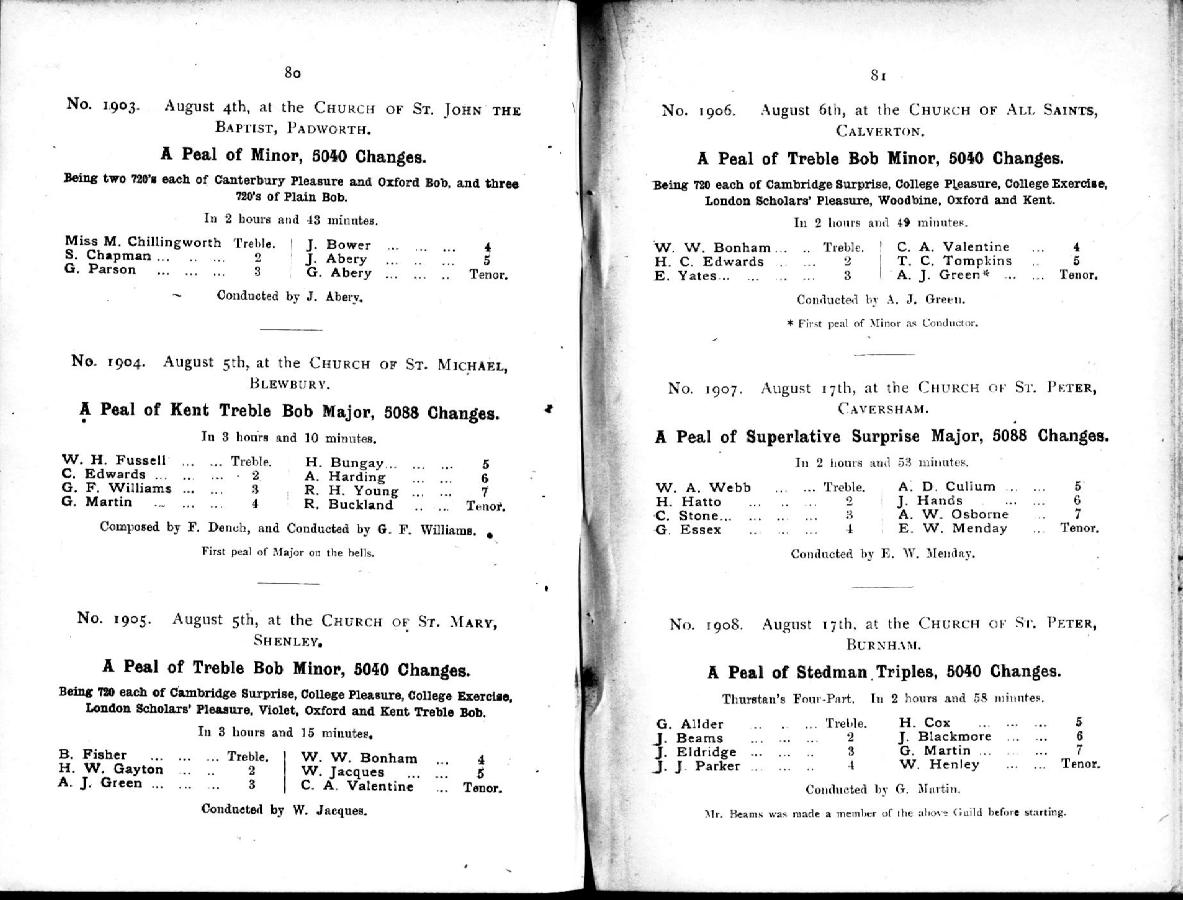 80
No. 1903. August 4th, at the CHURCH OF ST. JOHN THE
BAPTIST, PADWORTH.
A Peal of Minor, 5040 Changes.
Being two 720's each of Canterbury Pleasure and Oxford Bob, and three
720's of Plain Bob.
In 2 hours and 43 minutes.
Miss M. Chillingworth Treble. | J. Bower ... ... ... 4
S. Chapman ... .. ... 2 | J. Abery ... ... ... 5
G. Parson ... ... ... 3 | G. Abery ... ... .. Tenor.
Conducted by J. Abery.
No. 1904. August 5th, at the CHURCH OF ST. MICHAEL,
BLEWBURY.
A Peal of Kent Treble Bob Major, 5088 Changes.
In 3 hours and 10 minutes.
W. H. Fussell ... ... Treble. H. Bungay... ... ... 5
C. Edwards ... ... ... 2 A. Harding ... ... 6
G. F. Williams ... ... 3 R. H. Young ... ... 7
G. Martin ... ... ... 4 R. Buckland .. ... Tenor.
Composed by F. Dench, and Conducted by G. F. Williams.
First peal of Major on the bells.
No. 1905. August 5th, at the CHURCH OF ST. MARY,
SHENLEY.
A Peal of Treble Bob Minor, 5040 Changes.
Being 720 each of Cambridge Surprise, College Pleasure, College Exercise,
London Scholars' Pleasure, Violet, Oxford and Kent Treble Bob.
In 3 hours and 15 minutes.
B. Fisher ... ... ... Treble. | W. W. Bonham ... 4
H. W. Gayton ... .. 2 | W. Jacques ... ... 5
A. J. Green ... ... ... 3 | C. A. Valentine ... Tenor.
Conducted by W. Jacques.
81
No. 1906. August 6th, at the CHURCH OF ALL SAINTS,
CALVERTON.
A Peal of Treble Bob Minor, 5040 Changes.
Being 720 each of Cambridge Surprise, College Pleasure, College Exercise,
London Scholars' Pleasure, Woodbine, Oxford and Kent.
In 2 hours and 49 minutes.
W. W. Bonham ... .. Treble. | C. A. Valentine ... 4
H. C. Edwards .. ... 2 | T. C. Tompkins .. 5
E. Yates... ... ... ... 3 | A. J. Green* ... ... Tenor.
Conducted by A. J. Green.
* First peal of Minor as Conductor.
No. 1907. August 17th, at the CHURCH OF ST. PETER,
CAVERSHAM.
A Peal of Superlative Surprise Major, 5088 Changes.
In 2 hours and 53 minutes.
W. A. Webb ... ... Treble. A. D. Cullum ... ... 5
H. Hatto ... .. ... 2 J. Hands ... ... 6
C. Stone... ... ... ... 3 A. W. Osborne .. 7
G. Essex ... ... ... 4 E. W. Menday ... Tenor.
Conducted by E. W. Menday.
No. 1908. August 17th, at the CHURCH OF ST. PETER,
BURNHAM.
A Peal of Stedman Triples, 5040 Changes.
Thurstan's Four-Part. In 2 hours and 58 minutes.
G. Allder ... .. ... Treble. H. Cox ... ... ... 5
J. Beams ... ... ... 2 J. Blackmore ... ... 6
J. Eldridge ... ... .. 3 G. Martin ... ... ... 7
J. J. Parker ... ... .. 4 W. Henley ... ... Tenor.
Conducted by G. Martin.
Mr. Beams was made a member of the above Guild before starting.